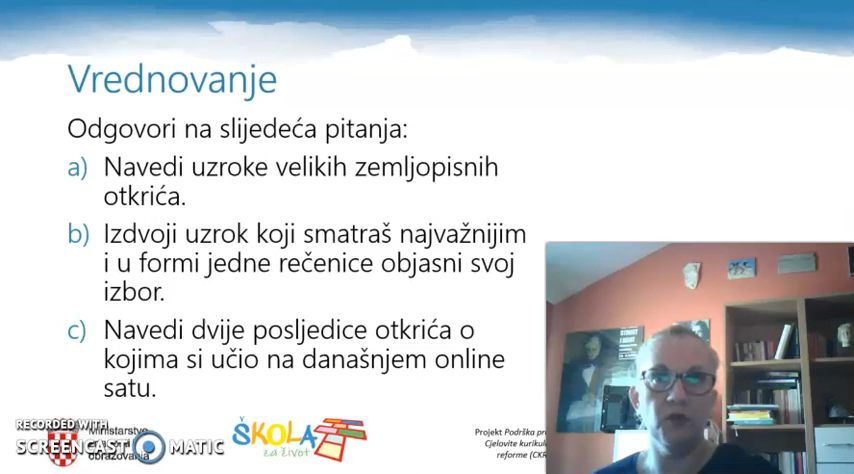 Vrednovanje
Odgovori na slijedeća pitanja:
a) Navedi uzroke velikih zemljopisnih
otkrića.
b) Izdvoji uzrok koji smatraš najvažnijim
i u formi jedne rečenice objasni svoj
izbor.
c) Navedi dvije posljedice otkrića o
kojima si učio na današnjem online
satu.
RECORDED WITH
SCREENCAST MATIC
Ministarstvo
obrazovanja
ŠKOLA
za život
Projekt Podrška pr
Cjelovite kurikul
reforme (CKR